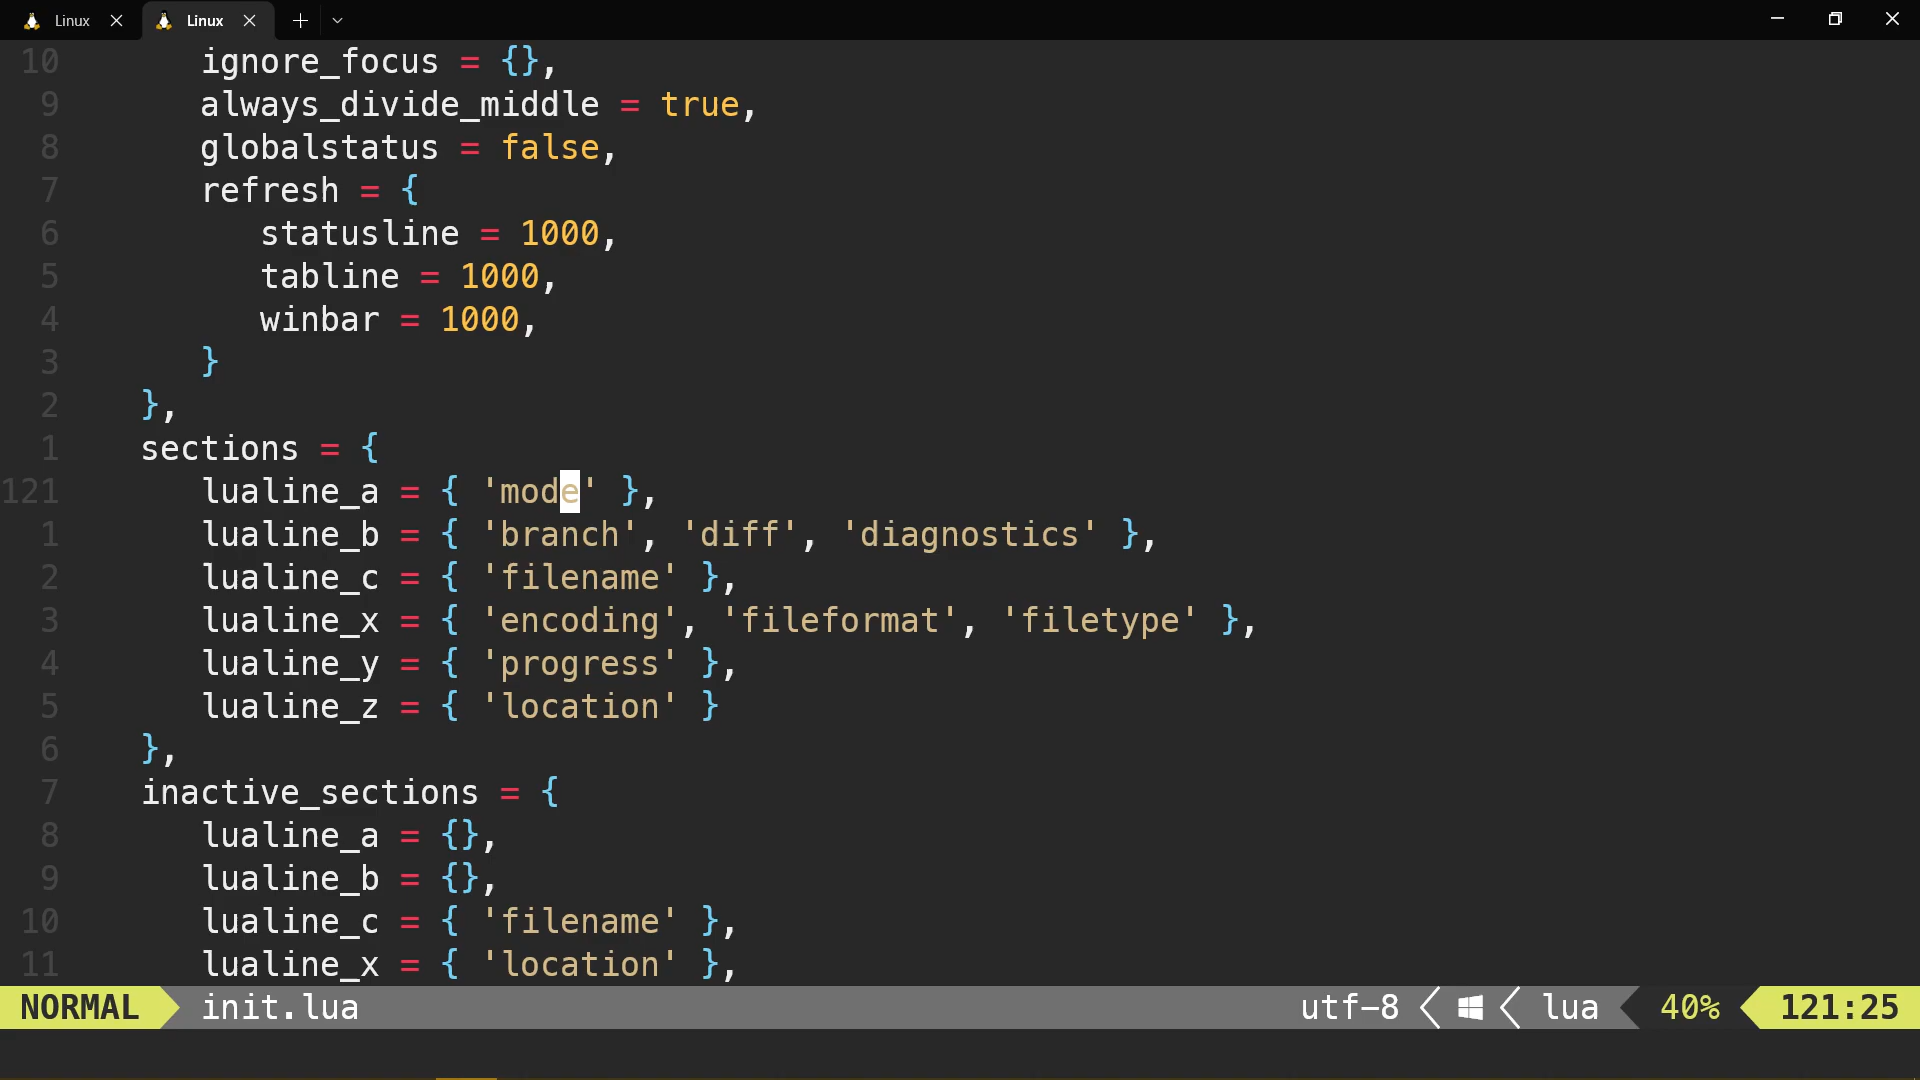 Linux
Linux
10 ignore_focus = {},
9 always_divide_middle = true,
8 globalstatus = false,
7 refresh = {
6 statusline = 1000,
5 tabline = 1000,
4 winbar = 1000,
3 }
2 },
1 sections = {
121 lualine_a = { 'mode' },
1 lualine_b = { 'branch', 'diff', 'diagnostics' },
2 lualine_c = { 'filename' },
3 lualine_x = { 'encoding', 'fileformat', 'filetype' },
4 lualine_y = { 'progress' },
5 lualine_z = { 'location' }
6 },
7 inactive_sections = {
8 lualine_a = {},
9 lualine_b = {},
10 lualine_c = { 'filename' },
11 lualine_x = { 'location' },
NORMAL init.lua utf-8 lua 40% 121:25